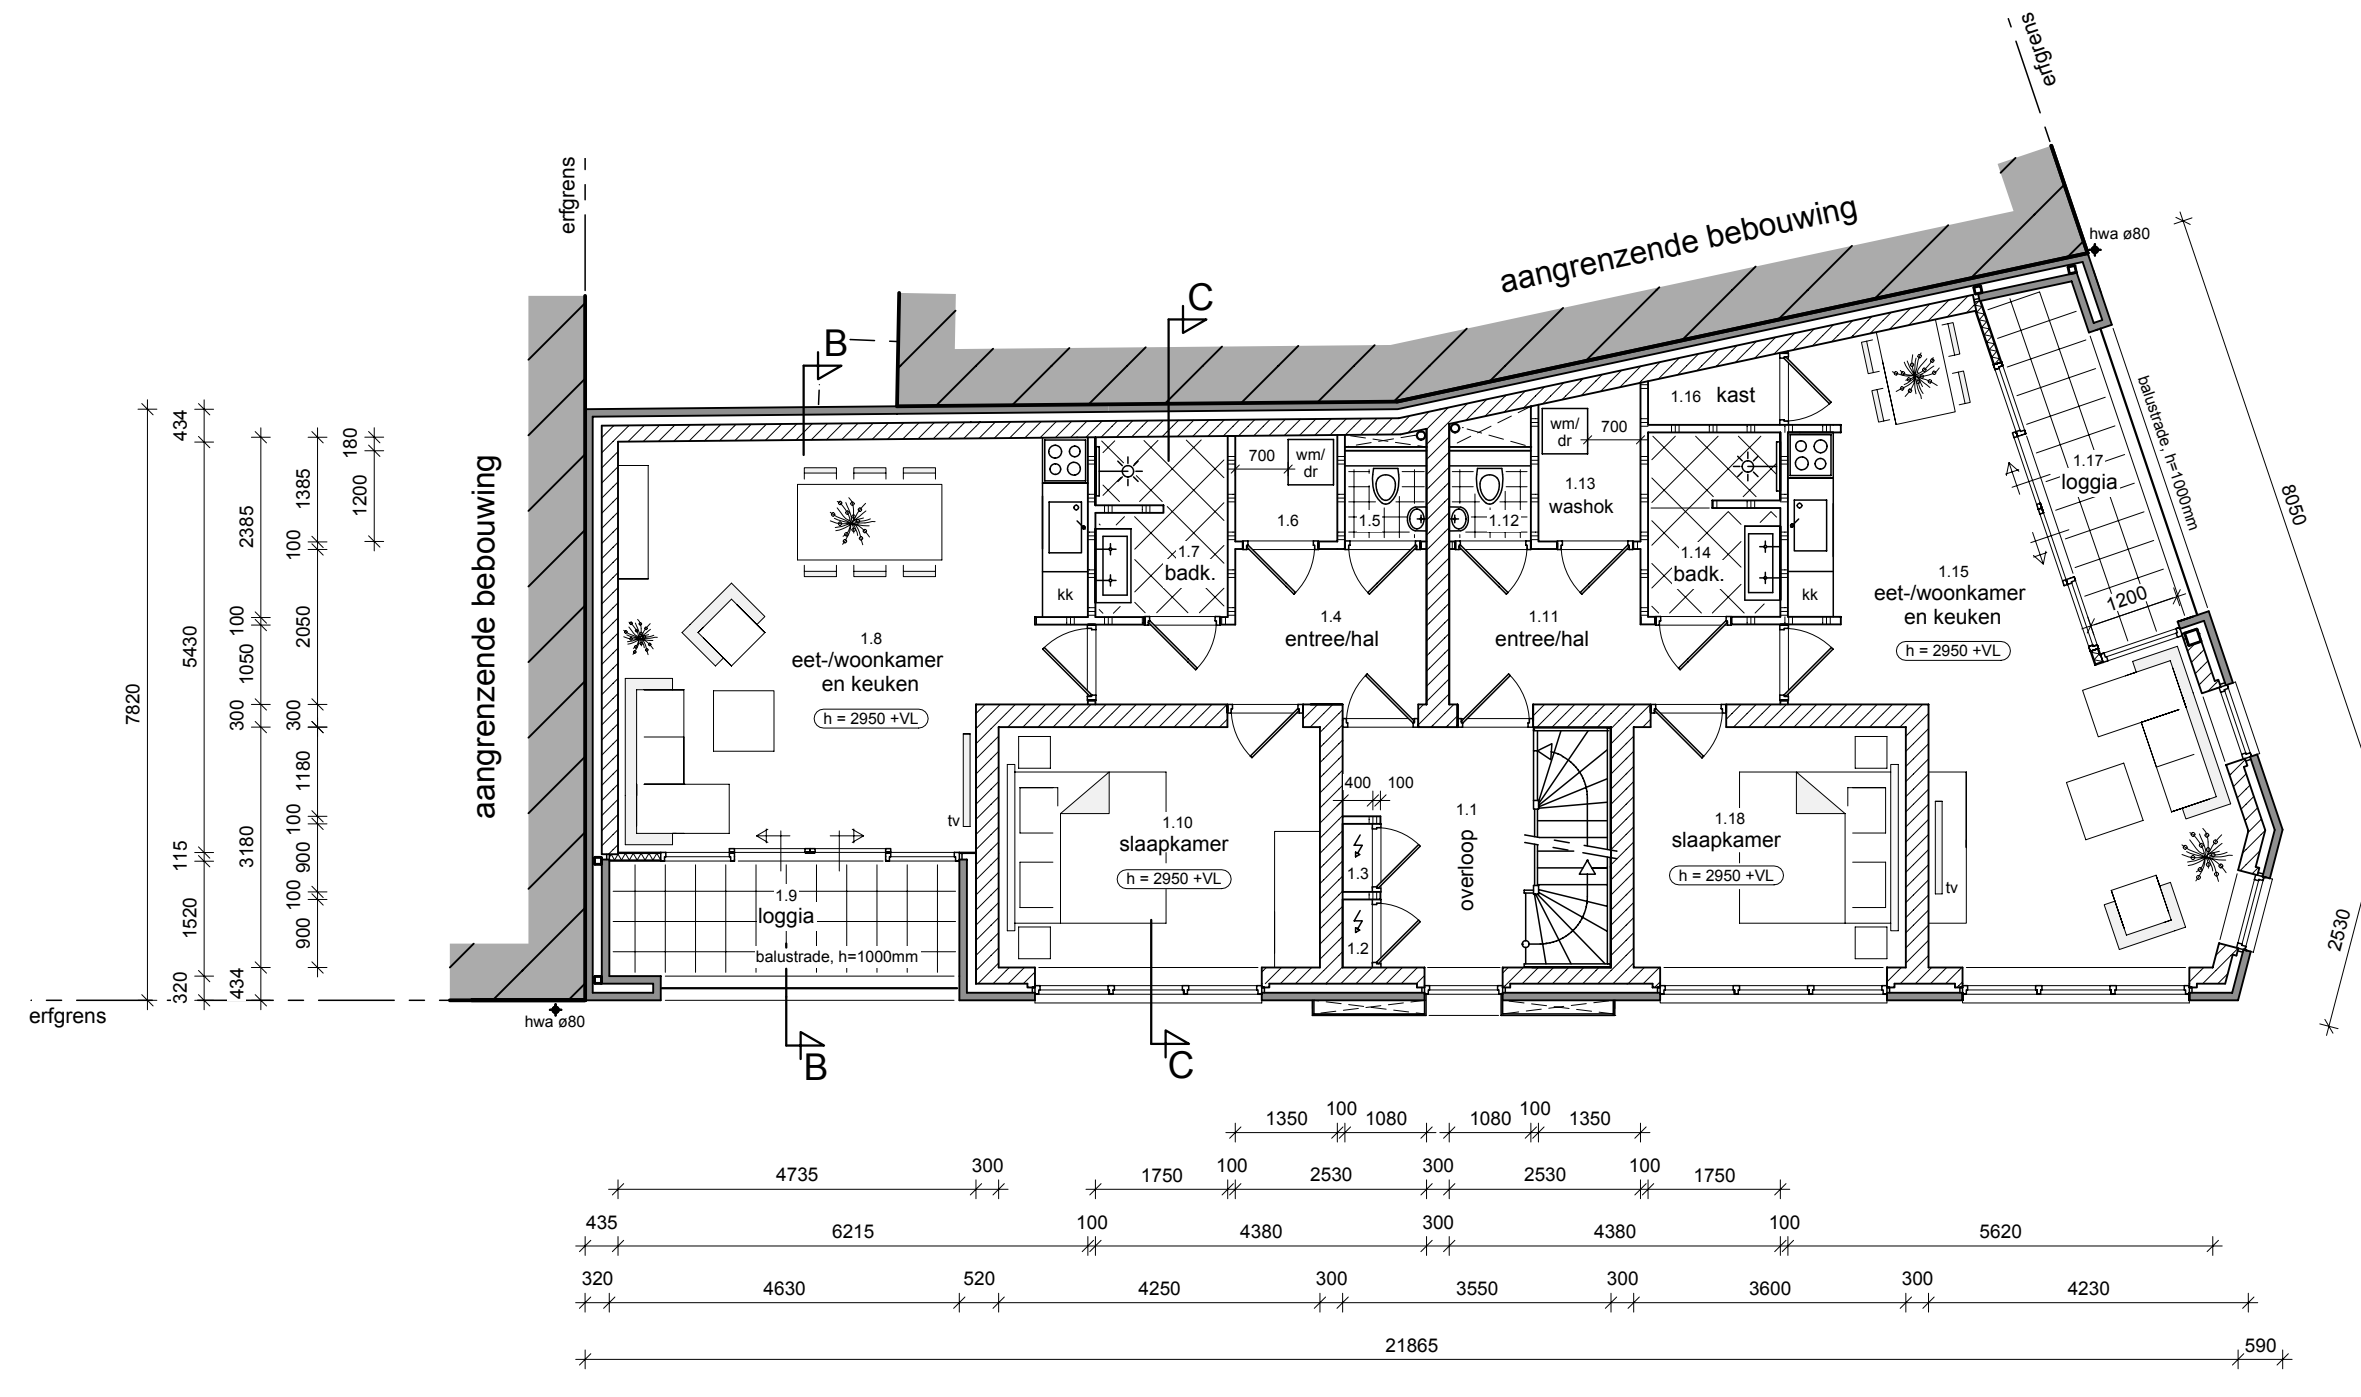 erfgrens
erfgrens
aangrenzende bebouwing
hwa ø80
B
C
aangrenzende bebouwing
erfgrens
hwa ø80
1.16 kast
wm/
dr
700
700
wm/
dr
1.6
1.5
1.12
1.13
washok
1.7
badk.
1.14
badk.
kk
kk
1.4
entree/hal
1.11
entree/hal
1.8
eet-/woonkamer
en keuken
h = 2950 +VL
1.15
eet-/woonkamer
en keuken
h = 2950 +VL
1.17
loggia
balustrade, h=1000mm
1200
8050
2530
tv
1.10
slaapkamer
h = 2950 +VL
400
100
1.3
1.2
1.1
overloop
1.18
slaapkamer
h = 2950 +VL
tv
1.9
loggia
balustrade, h=1000mm
B
C
7820
434
5430
115
1520
320
2385
100
1050
300
3180
434
1385
100
2050
300
1180
100
900
100
900
180
1200
1350
100
1080
1080
100
1350
4735
300
1750
100
2530
300
2530
100
1750
435
6215
100
4380
300
4380
100
5620
320
4630
520
4250
300
3550
300
3600
300
4230
21865
590